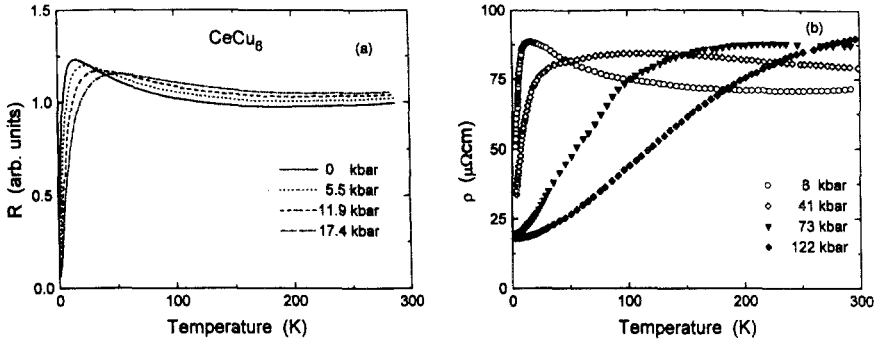 CeCu₆
(a)
R (arb. units)
1.5
1.0
0.5
0.0
0 kbar
5.5 kbar
11.9 kbar
17.4 kbar
0
100
200
300
Temperature (K)
(b)
ρ (μΩcm)
100
75
50
25
0
8 kbar
41 kbar
73 kbar
122 kbar
0
100
200
300
Temperature (K)